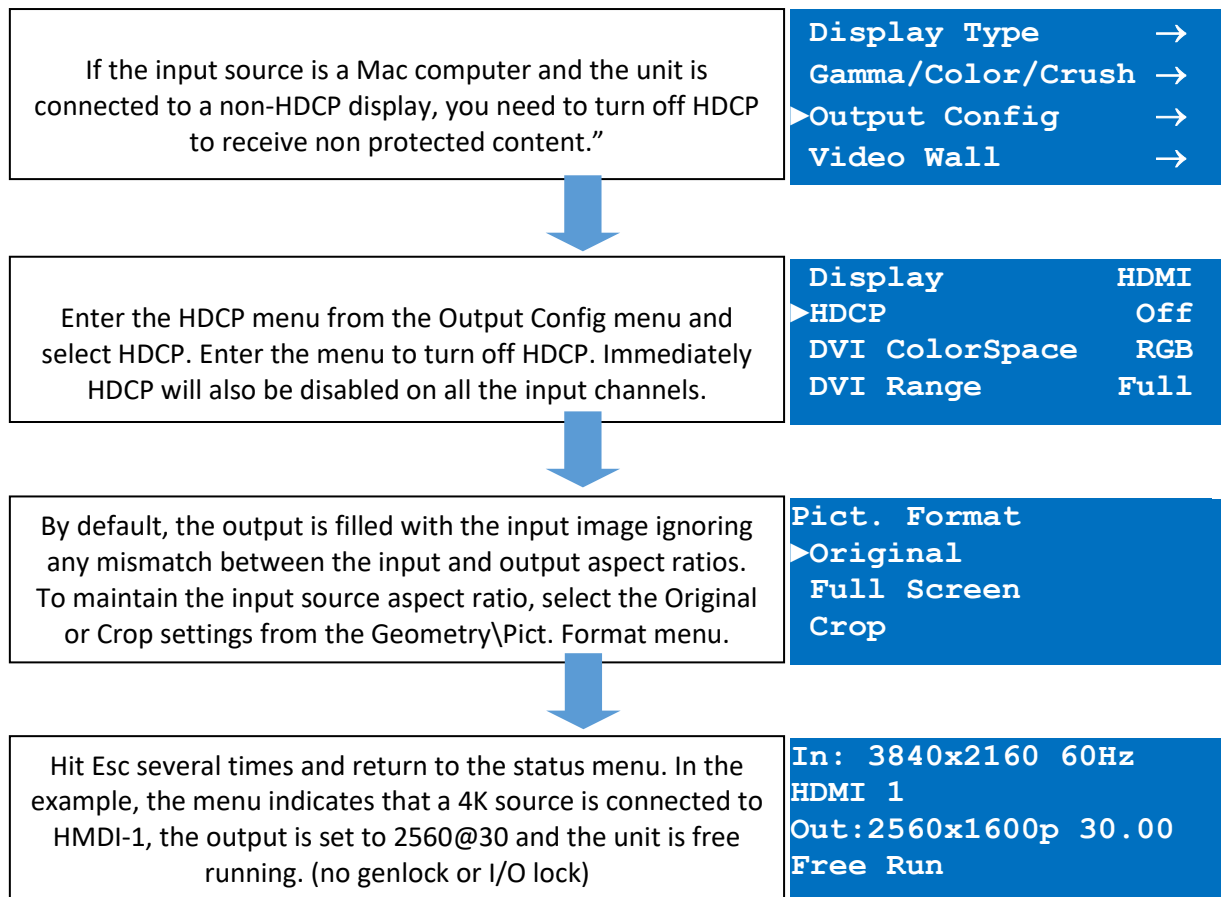 If the input source is a Mac computer and the unit is
connected to a non-HDCP display, you need to turn off HDCP
to receive non protected content.”
Display Type →
Gamma/Color/Crush →
►Output Config →
Video Wall →
Enter the HDCP menu from the Output Config menu and
select HDCP. Enter the menu to turn off HDCP. Immediately
HDCP will also be disabled on all the input channels.
Display HDMI
►HDCP Off
DVI ColorSpace RGB
DVI Range Full
By default, the output is filled with the input image ignoring
any mismatch between the input and output aspect ratios.
To maintain the input source aspect ratio, select the Original
or Crop settings from the Geometry\Pict. Format menu.
Pict. Format
►Original
Full Screen
Crop
Hit Esc several times and return to the status menu. In the
example, the menu indicates that a 4K source is connected to
HMDI-1, the output is set to 2560@30 and the unit is free
running. (no genlock or I/O lock)
In: 3840x2160 60Hz
HDMI 1
Out:2560x1600p 30.00
Free Run